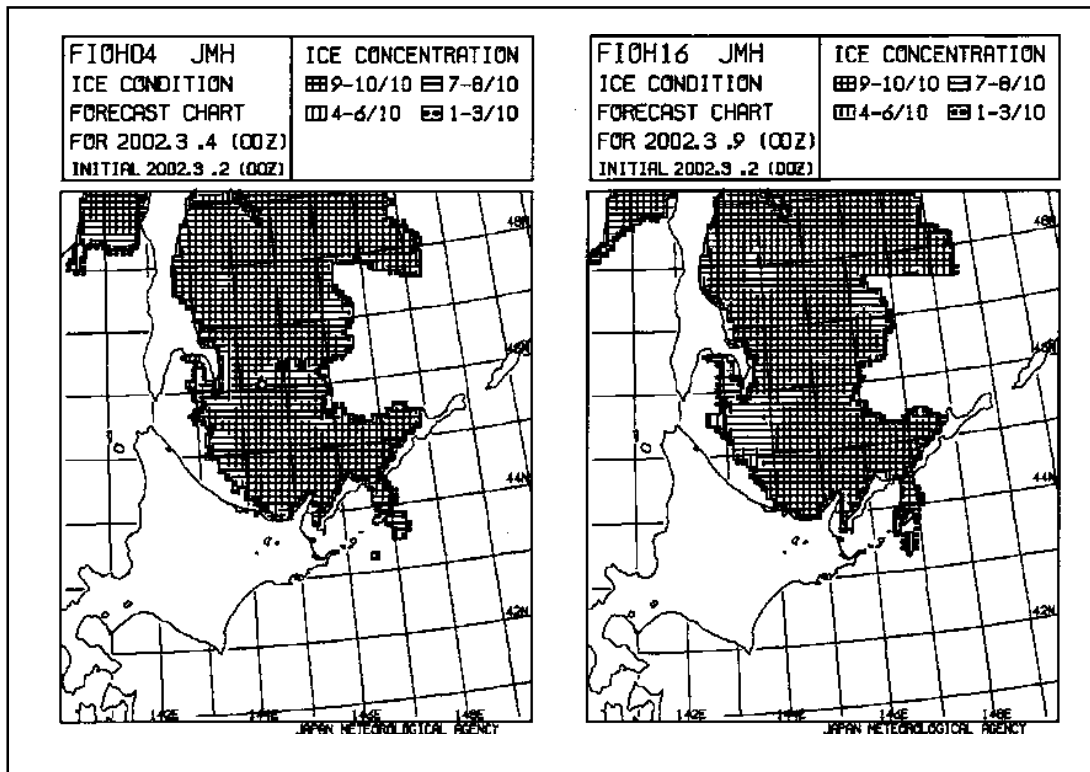 FIOH04 JMH
ICE CONDITION
FORECAST CHART
FOR 2002.3 .4 (00Z)
INITIAL 2002.3 .2 (00Z)
ICE CONCENTRATION
9-10/10 7-8/10
4-6/10 1-3/10
48N
46N
44N
42N
142E 144E 146E 148E
JAPAN METEOROLOGICAL AGENCY
FIOH16 JMH
ICE CONDITION
FORECAST CHART
FOR 2002.3 .9 (00Z)
INITIAL 2002.3 .2 (00Z)
ICE CONCENTRATION
9-10/10 7-8/10
4-6/10 1-3/10
48N
46N
44N
42N
142E 144E 146E 148E
JAPAN METEOROLOGICAL AGENCY